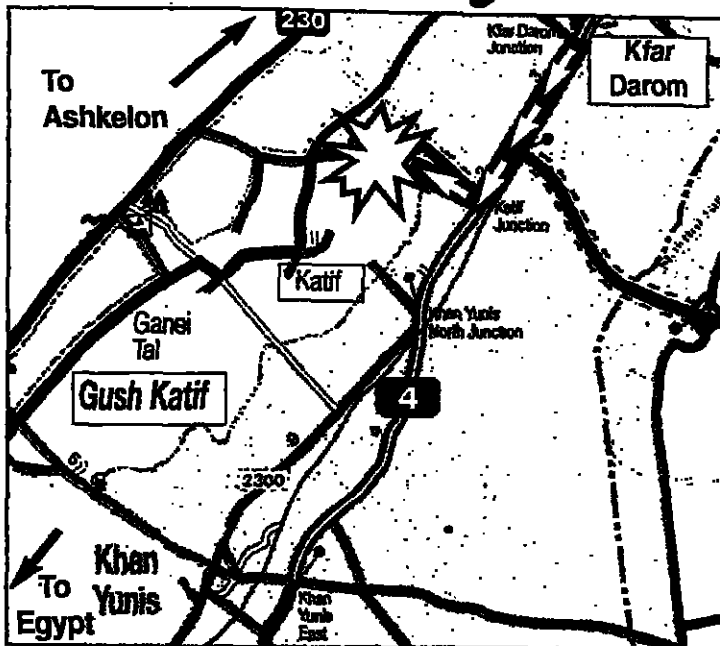 230
Kfar Darom
Junction
Kfar
Darom
To
Ashkelon
Katif
Junction
Katif
Khan Yunis
North Junction
Ganei
Tal
Gush Katif
4
9
2300
Khan
Yunis
To
Egypt
Khan
Yunis
East